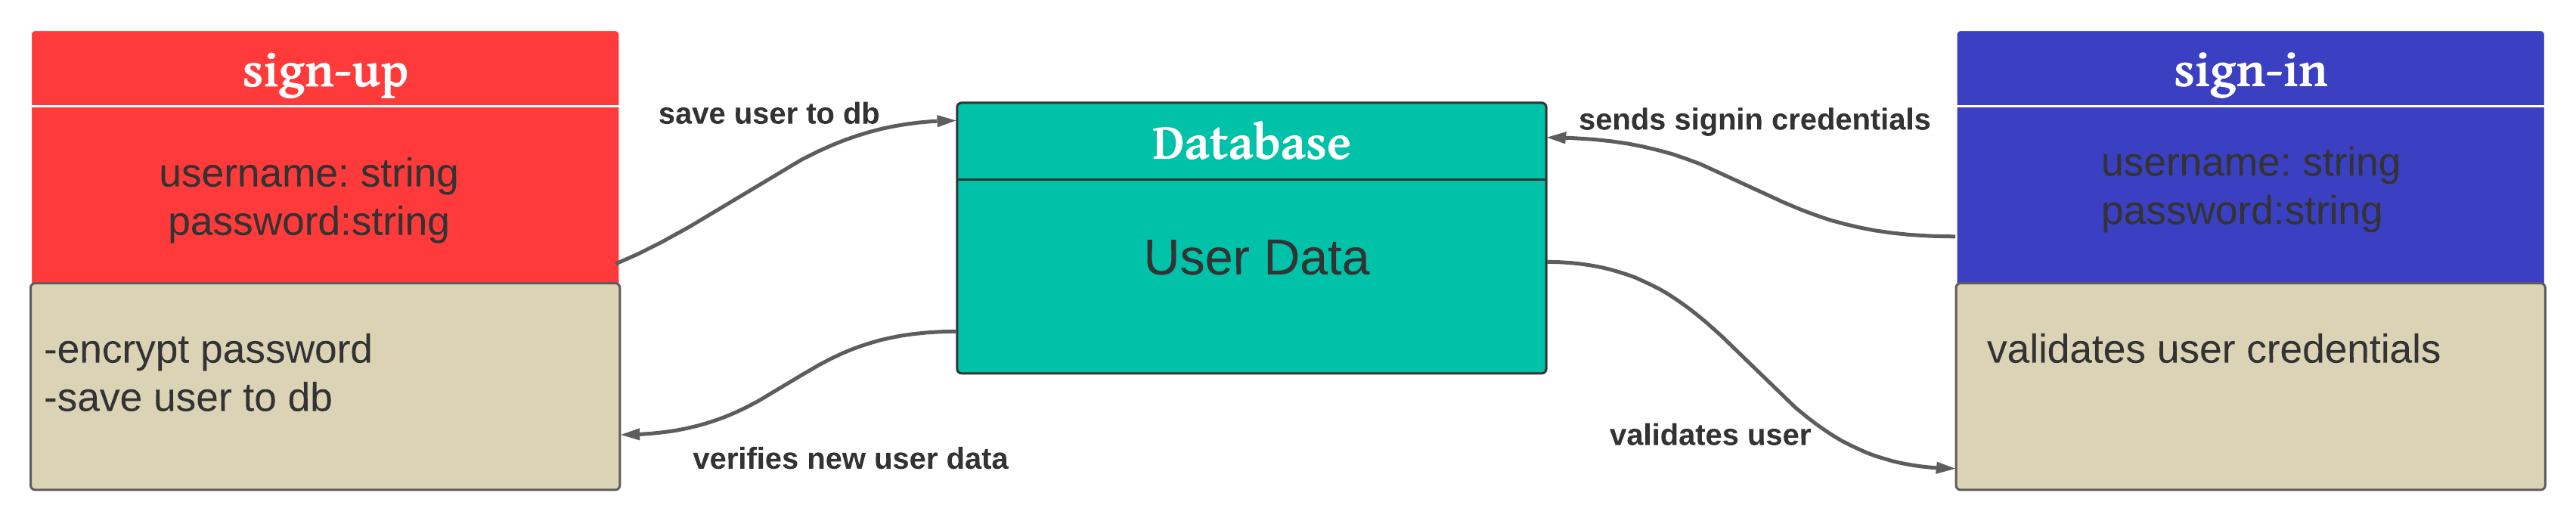 sign-up
username: string
password:string
-encrypt password
-save user to db
save user to db
verifies new user data
Database
User Data
sends signin credentials
validates user
sign-in
username: string
password:string
validates user credentials